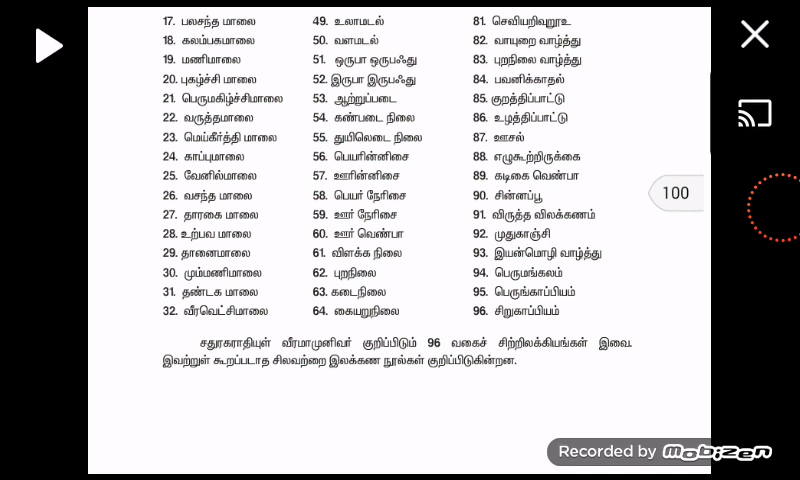 17. பலசந்த மாலை 49. உலாமடல் 81. செவியறிவுறூஉ
18. கலம்பகமாலை 50. வளமடல் 82. வாயுறை வாழ்த்து
19. மணிமாலை 51. ஒருபா ஒருபஃது 83. புறநிலை வாழ்த்து
20. புகழ்ச்சி மாலை 52. இருபா இருபஃது 84. பவனிக்காதல்
21. பெருமகிழ்ச்சிமாலை 53. ஆற்றுப்படை 85. குறத்திப்பாட்டு
22. வருத்தமாலை 54. கண்படை நிலை 86. உழத்திப்பாட்டு
23. மெய்கீர்த்தி மாலை 55. துயிலெடை நிலை 87. ஊசல்
24. காப்புமாலை 56. பெயரின்னிசை 88. எழுகூற்றிருக்கை
25. வேனில்மாலை 57. ஊரின்னிசை 89. கடிகை வெண்பா
26. வசந்த மாலை 58. பெயர் நேரிசை 90. சின்னப்பூ
27. தாரகை மாலை 59. ஊர் நேரிசை 91. விருத்த விலக்கணம்
28. உற்பவ மாலை 60. ஊர் வெண்பா 92. முதுகாஞ்சி
29. தானைமாலை 61. விளக்க நிலை 93. இயன்மொழி வாழ்த்து
30. மும்மணிமாலை 62. புறநிலை 94. பெருமங்கலம்
31. தண்டக மாலை 63. கடைநிலை 95. பெருங்காப்பியம்
32. வீரவெட்சிமாலை 64. கையறுநிலை 96. சிறுகாப்பியம்
100
சதுரகராதியுள் வீரமாமுனிவர் குறிப்பிடும் 96 வகைச் சிற்றிலக்கியங்கள் இவை.
இவற்றுள் கூறப்படாத சிலவற்றை இலக்கண நூல்கள் குறிப்பிடுகின்றன.
Recorded by mobizen